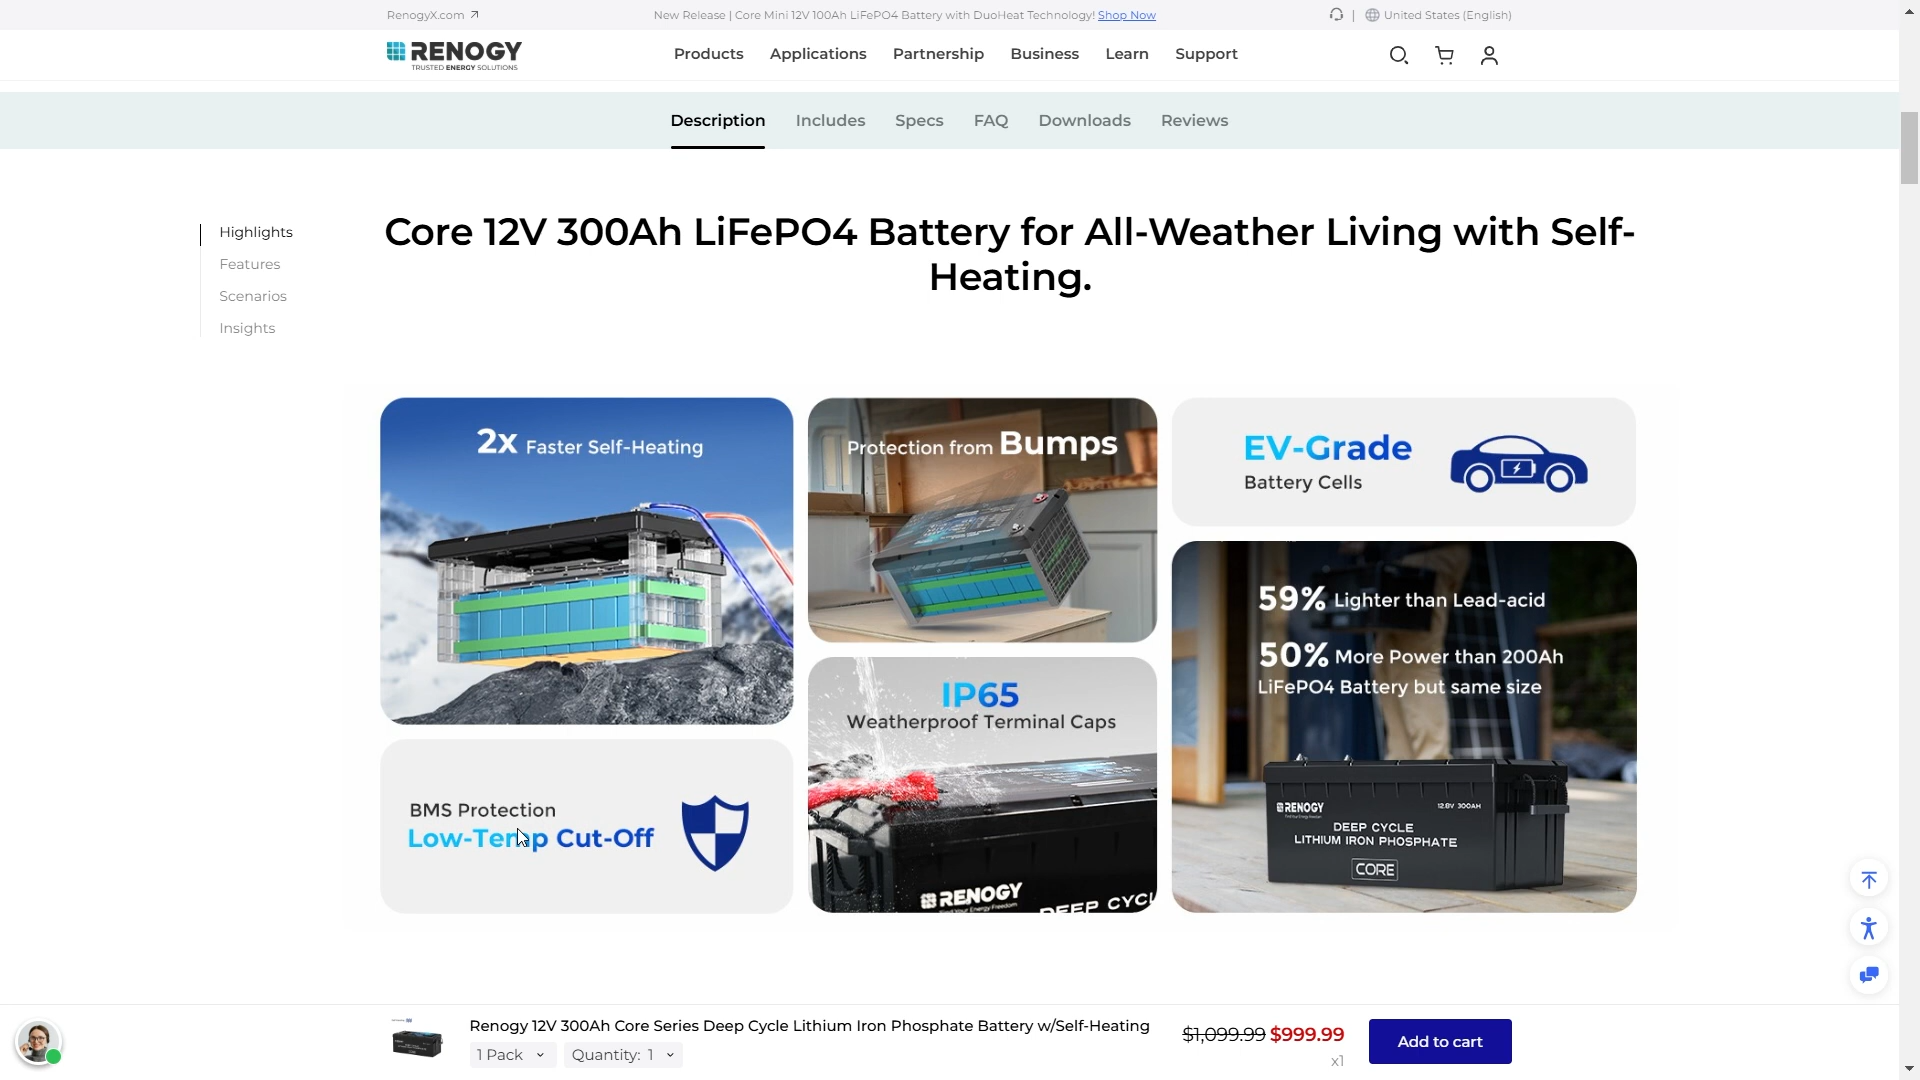 RenogyX.com
New Release | Core Mini 12V 100Ah LiFePO4 Battery with DuoHeat Technology! Shop Now
United States (English)
RENOGY
TRUSTED ENERGY SOLUTIONS
Products
Applications
Partnership
Business
Learn
Support
Description
Includes
Specs
FAQ
Downloads
Reviews
Highlights
Features
Scenarios
Insights
Core 12V 300Ah LiFePO4 Battery for All-Weather Living with Self-
Heating.
2x Faster Self-Heating
Protection from Bumps
EV-Grade
Battery Cells
59% Lighter than Lead-acid
50% More Power than 200Ah
LiFePO4 Battery but same size
IP65
Weatherproof Terminal Caps
BMS Protection
Low-Temp Cut-Off
RENOGY
DEEP CYCL
RENOGY
12.8V 300AH
DEEP CYCLE
LITHIUM IRON PHOSPHATE
CORE
Renogy 12V 300Ah Core Series Deep Cycle Lithium Iron Phosphate Battery w/Self-Heating
1 Pack
Quantity: 1
$1,099.99 $999.99
x1
Add to cart